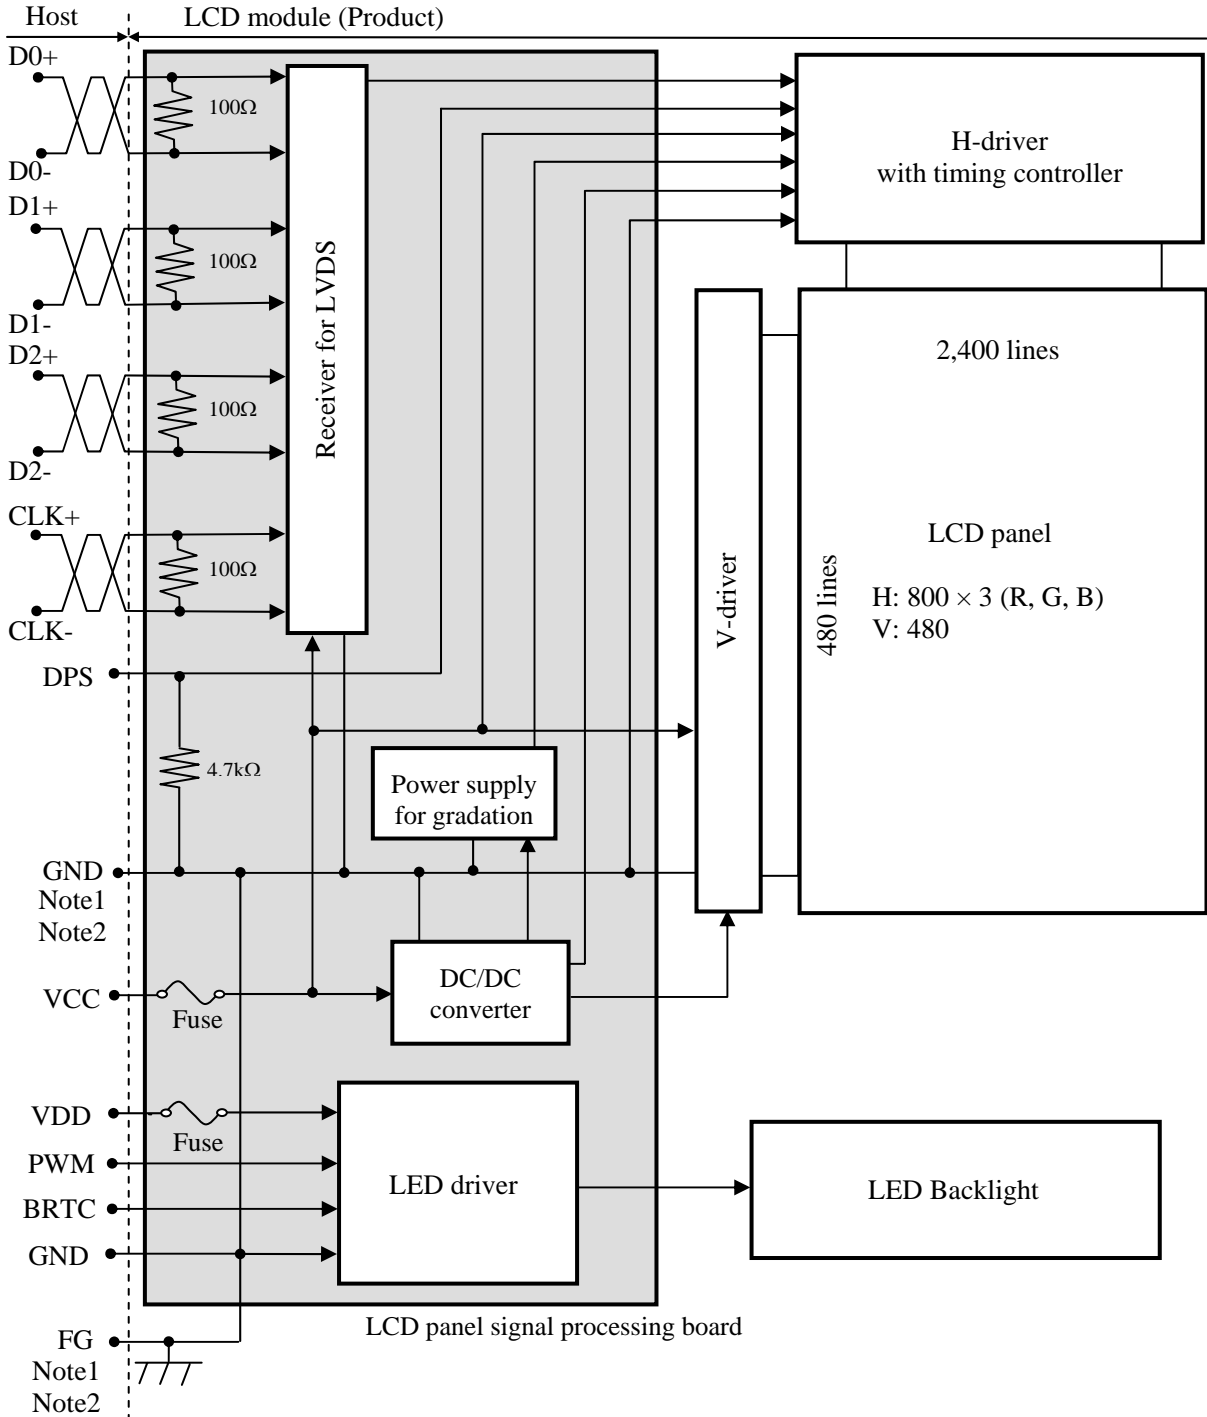 Host
LCD module (Product)
D0+
100Ω
D0-
D1+
100Ω
D1-
D2+
100Ω
D2-
CLK+
100Ω
CLK-
DPS
4.7kΩ
GND
Note1
Note2
VCC
Fuse
VDD
Fuse
PWM
BRTC
GND
FG
Note1
Note2
Receiver for LVDS
Power supply
for gradation
DC/DC
converter
LED driver
LCD panel signal processing board
H-driver
with timing controller
V-driver
2,400 lines
480 lines
LCD panel
H: 800 × 3 (R, G, B)
V: 480
LED Backlight